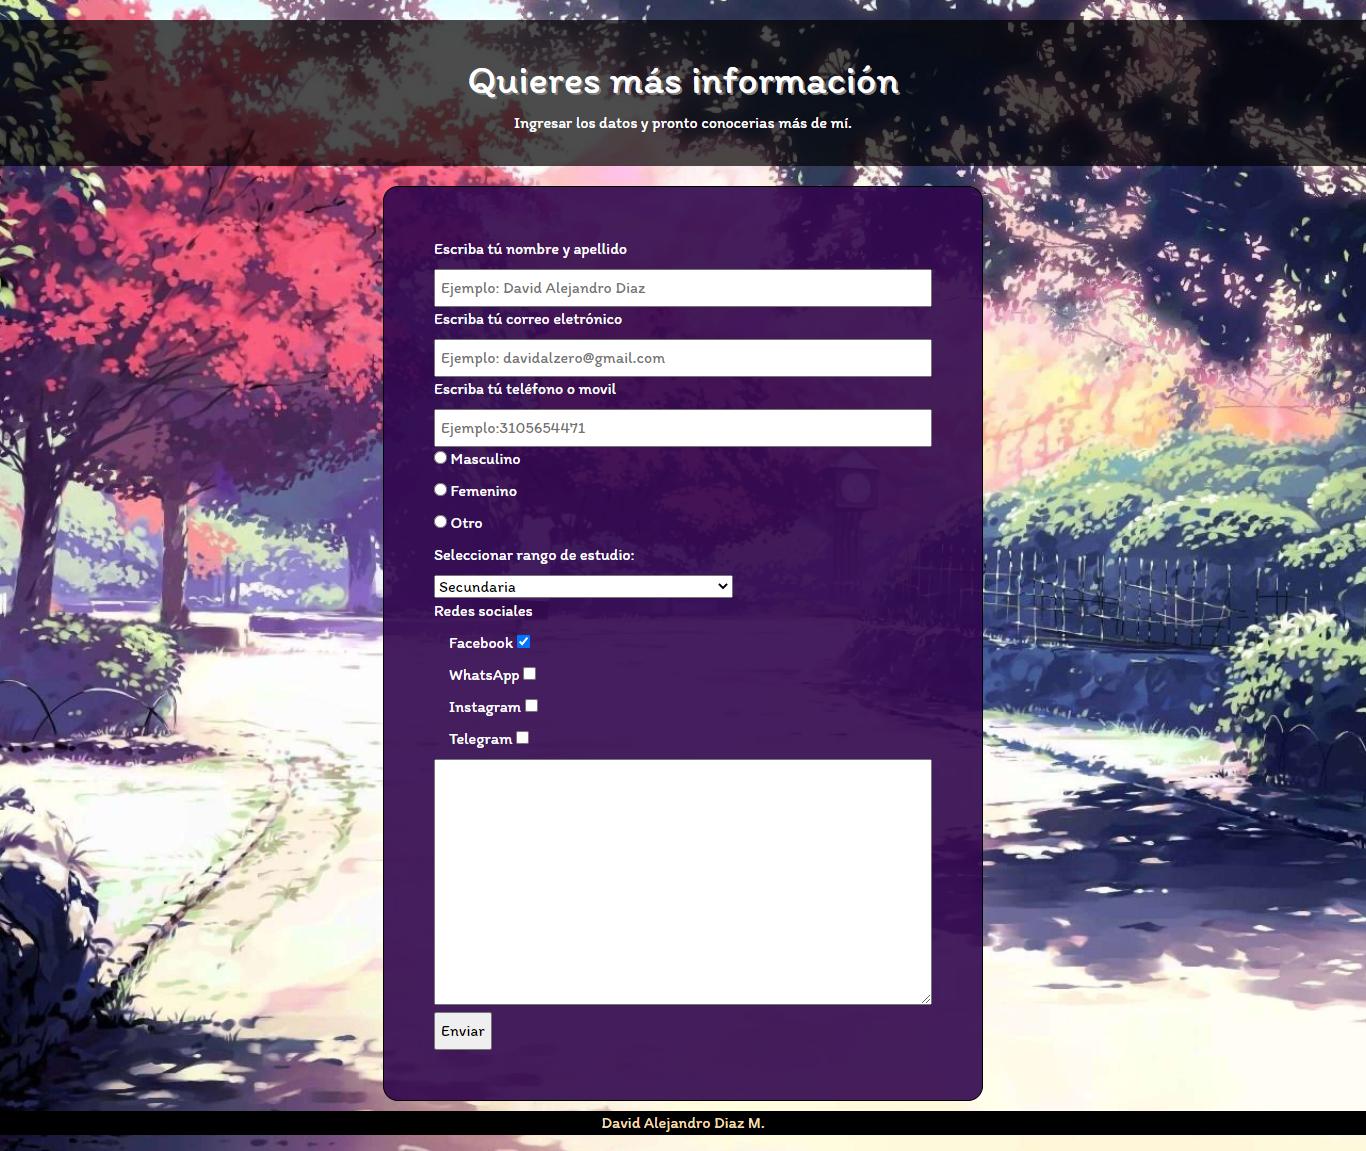 Quieres más información
Ingresar los datos y pronto conocerias más de mí.
Escriba tú nombre y apellido
Ejemplo: David Alejandro Diaz
Escriba tú correo eletrónico
Ejemplo: davidalzero@gmail.com
Escriba tú teléfono o movil
Ejemplo:3105654471
Masculino
Femenino
Otro
Seleccionar rango de estudio:
Secundaria
Redes sociales
Facebook
WhatsApp
Instagram
Telegram
Enviar
David Alejandro Diaz M.